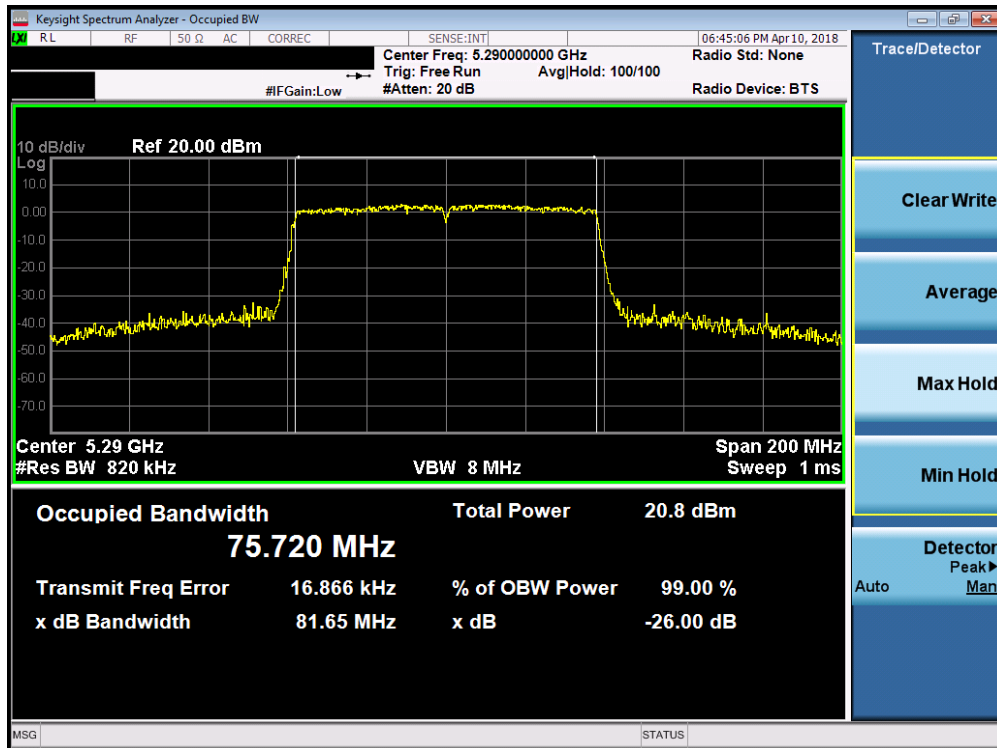 Keysight Spectrum Analyzer - Occupied BW
LXI RL RF 50 Ω AC CORREC SENSE:INT 06:45:06 PM Apr 10, 2018
Center Freq: 5.290000000 GHz Radio Std: None
Trig: Free Run Avg|Hold: 100/100
#IFGain:Low #Atten: 20 dB Radio Device: BTS
10 dB/div Ref 20.00 dBm
Log
10.0
0.00
-10.0
-20.0
-30.0
-40.0
-50.0
-60.0
-70.0
Center 5.29 GHz Span 200 MHz
#Res BW 820 kHz VBW 8 MHz Sweep 1 ms
Occupied Bandwidth Total Power 20.8 dBm
75.720 MHz
Transmit Freq Error 16.866 kHz % of OBW Power 99.00 %
x dB Bandwidth 81.65 MHz x dB -26.00 dB
MSG STATUS
Trace/Detector
Clear Write
Average
Max Hold
Min Hold
Detector
Peak▶
Auto Man